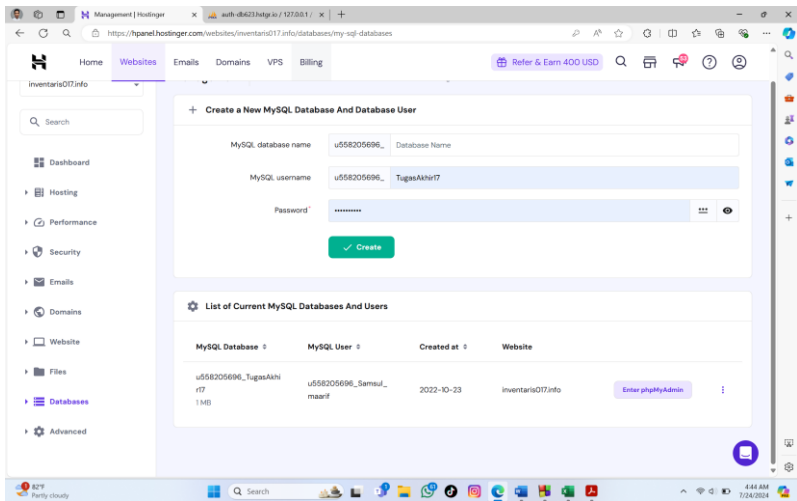 Management | Hostinger
auth-db623.hstgr.io / 127.0.0.1 /
https://hpanel.hostinger.com/websites/inventaris017.info/databases/my-sql-databases
Home
Websites
Emails
Domains
VPS
Billing
Refer & Earn 400 USD
inventaris017.info
Search
Dashboard
Hosting
Performance
Security
Emails
Domains
Website
Files
Databases
Advanced
Create a New MySQL Database And Database User
MySQL database name
u558205696_
Database Name
MySQL username
u558205696_
TugasAkhir17
Password*
Create
List of Current MySQL Databases And Users
MySQL Database
MySQL User
Created at
Website
u558205696_TugasAkhi
r17
1 MB
u558205696_Samsul_
maarif
2022-10-23
inventaris017.info
Enter phpMyAdmin
82°F
Partly cloudy
Search
4:44 AM
7/24/2024